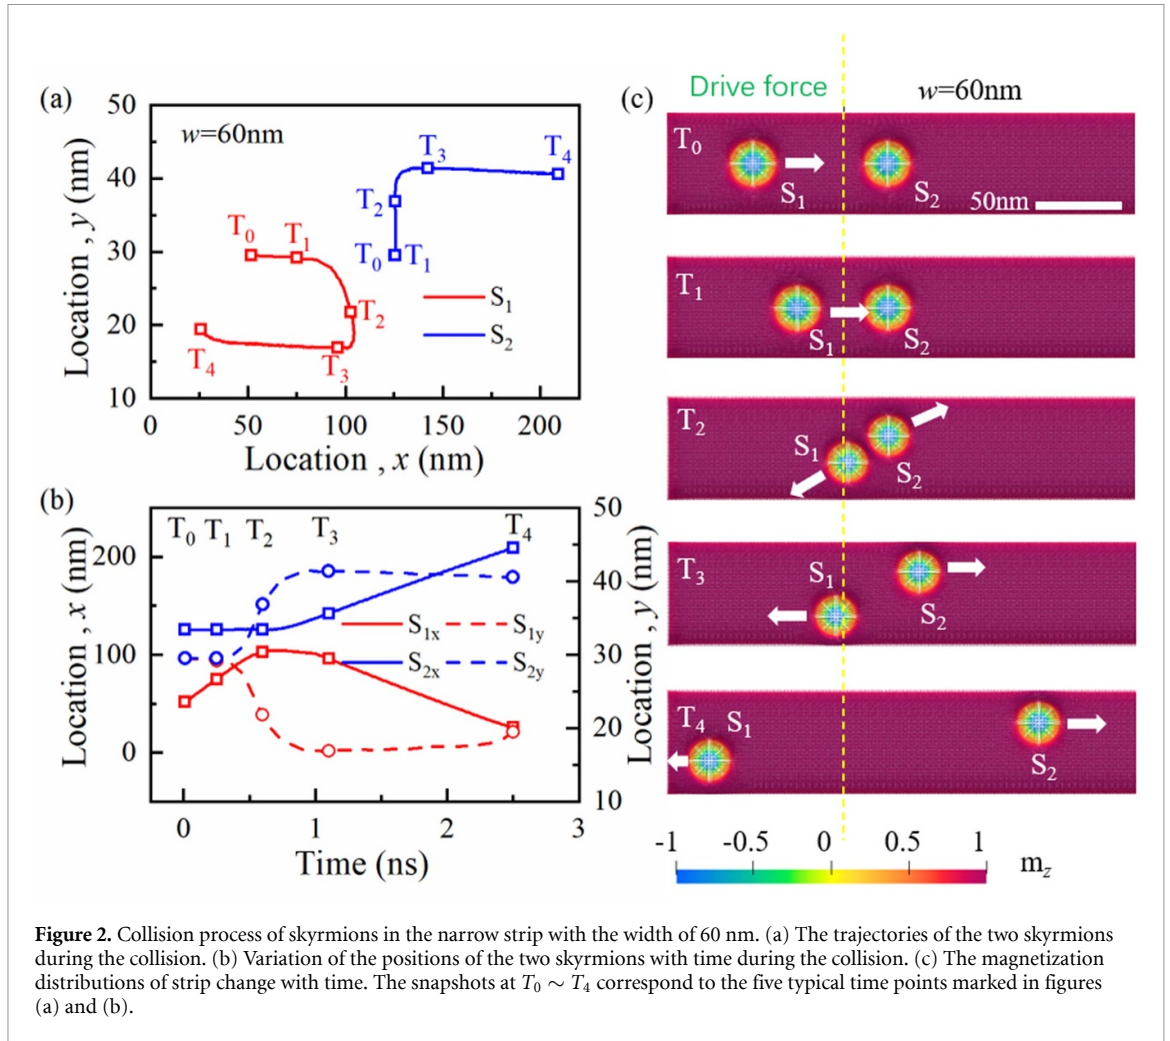 (a)
50
40
30
20
10
Location , y (nm)
w=60nm
T₀
T₁
T₂
T₃
T₄
T₀
T₁
T₂
T₃
T₄
S₁
S₂
0
50
100
150
200
Location , x (nm)
(b)
Location, x (nm)
200
100
0
T₀ T₁ T₂ T₃ T₄
S₁ₓ S₁ᵧ
S₂ₓ S₂ᵧ
50
40
30
20
10
Location , y (nm)
0
1
2
3
Time (ns)
(c)
Drive force
w=60nm
T₀
S₁
S₂
50nm
T₁
S₁
S₂
T₂
S₁
S₂
T₃
S₁
S₂
T₄
S₁
S₂
-1 -0.5 0 0.5 1
m_z
Figure 2. Collision process of skyrmions in the narrow strip with the width of 60 nm. (a) The trajectories of the two skyrmions
during the collision. (b) Variation of the positions of the two skyrmions with time during the collision. (c) The magnetization
distributions of strip change with time. The snapshots at T₀ ∼ T₄ correspond to the five typical time points marked in figures
(a) and (b).